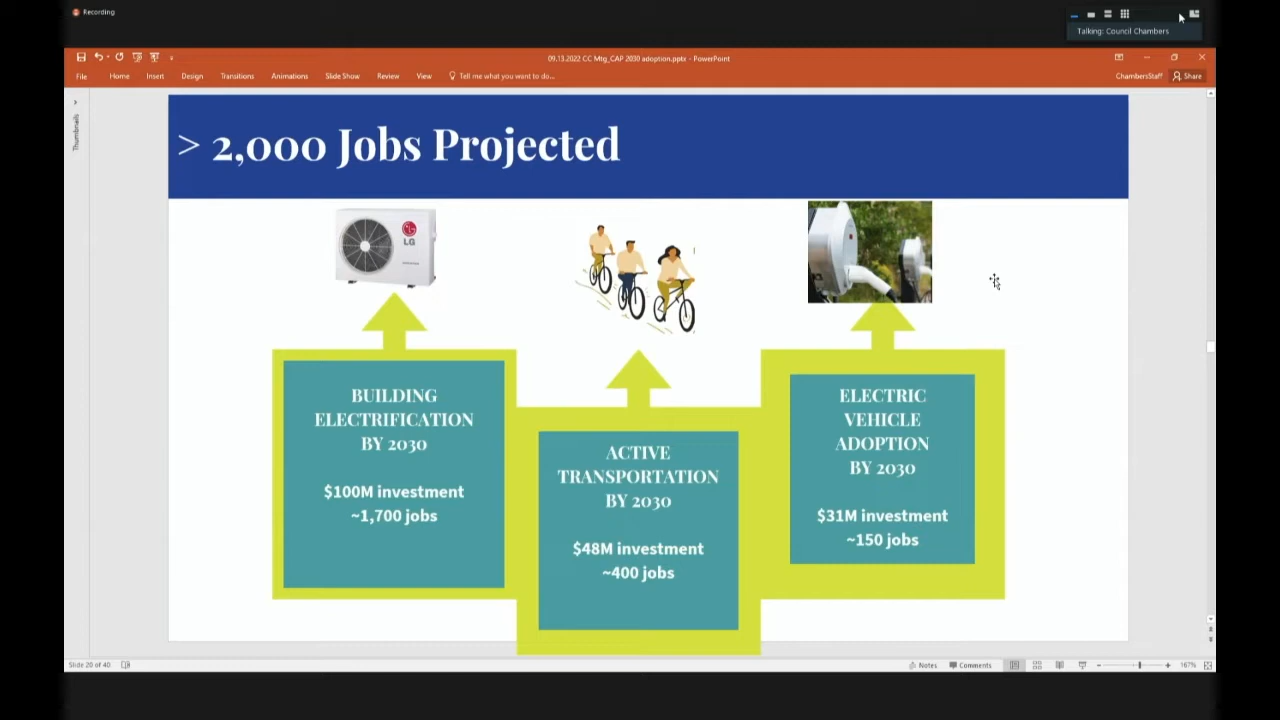 Recording
Talking: Council Chambers
09.13.2022 CC Mtg_CAP 2030 adoption.pptx - PowerPoint
File Home Insert Design Transitions Animations Slide Show Review View Tell me what you want to do...
ChambersStaff Share
Thumbnails
> 2,000 Jobs Projected
LG
BUILDING
ELECTRIFICATION
BY 2030
$100M investment
~1,700 jobs
ACTIVE
TRANSPORTATION
BY 2030
$48M investment
~400 jobs
ELECTRIC
VEHICLE
ADOPTION
BY 2030
$31M investment
~150 jobs
Slide 20 of 40
Notes Comments
167%